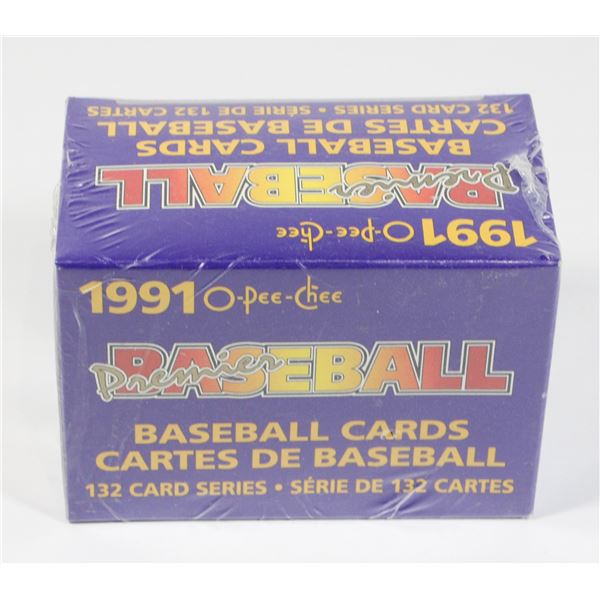 132 CARD SERIES • SÉRIE DE 132 CARTES
CARTES DE BASEBALL
BASEBALL CARDS
Premier BASEBALL
1991 O-Pee-Chee
1991 O-Pee-Chee
Premier BASEBALL
BASEBALL CARDS
CARTES DE BASEBALL
132 CARD SERIES • SÉRIE DE 132 CARTES